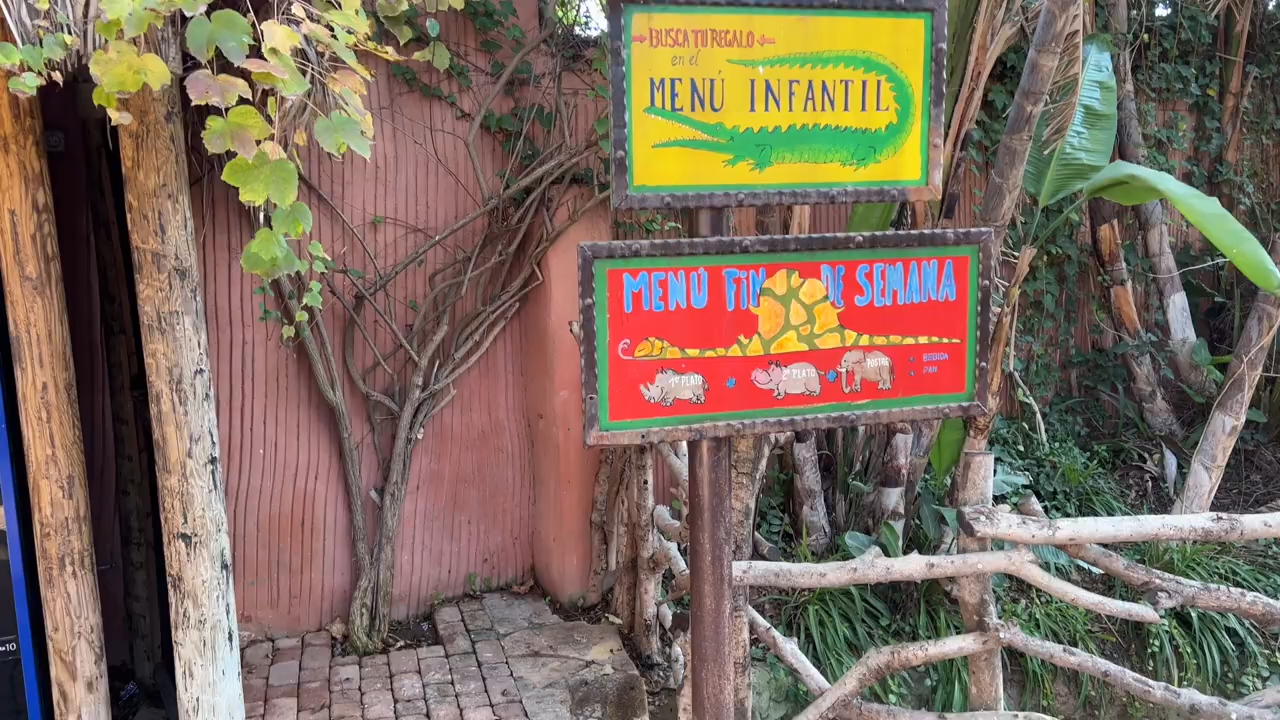 BUSCA TU REGALO
en el
MENÚ INFANTIL
MENÚ FIN DE SEMANA
1er PLATO
2º PLATO
POSTRE
BEBIDA
PAN